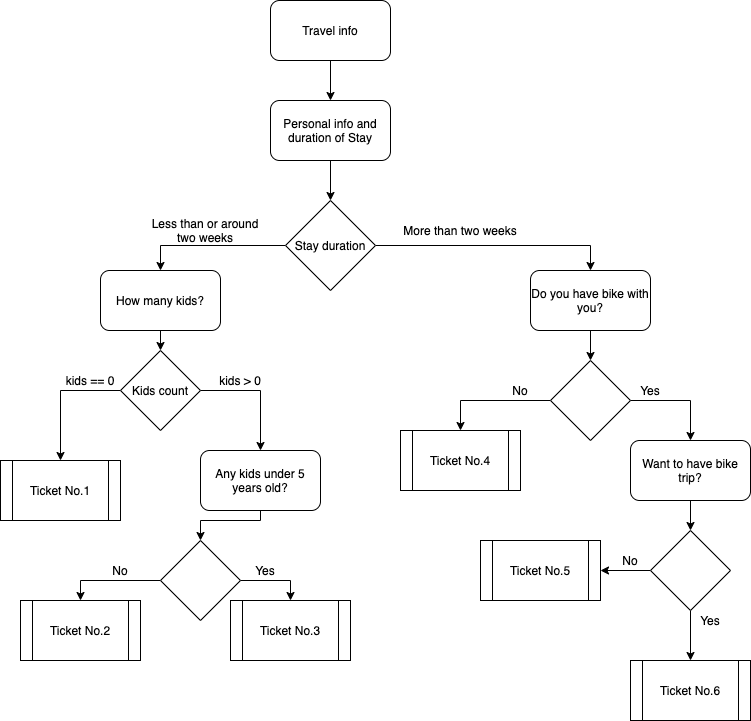 Travel info
Personal info and
duration of Stay
Less than or around
two weeks
Stay duration
More than two weeks
How many kids?
Do you have bike with
you?
kids == 0
Kids count
kids > 0
No
Yes
Ticket No.1
Any kids under 5
years old?
Ticket No.4
Want to have bike
trip?
No
Yes
Ticket No.5
No
Ticket No.2
Ticket No.3
Yes
Ticket No.6